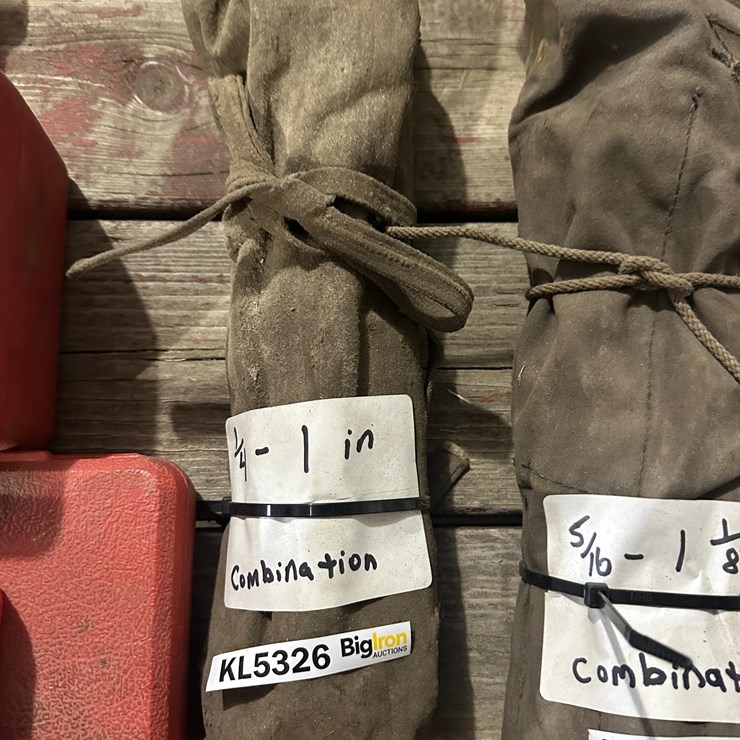 1/4 - 1 in
Combination
KL5326 BigIron
AUCTIONS
5/16 - 1 1/8
Combinat